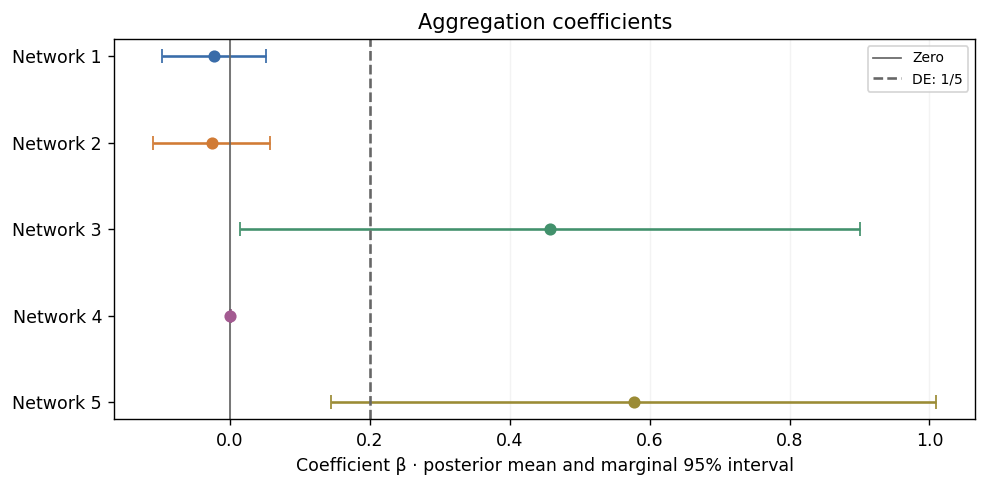 Aggregation coefficients
Network 1
Network 2
Network 3
Network 4
Network 5
Zero
DE: 1/5
0.0 0.2 0.4 0.6 0.8 1.0
Coefficient β · posterior mean and marginal 95% interval